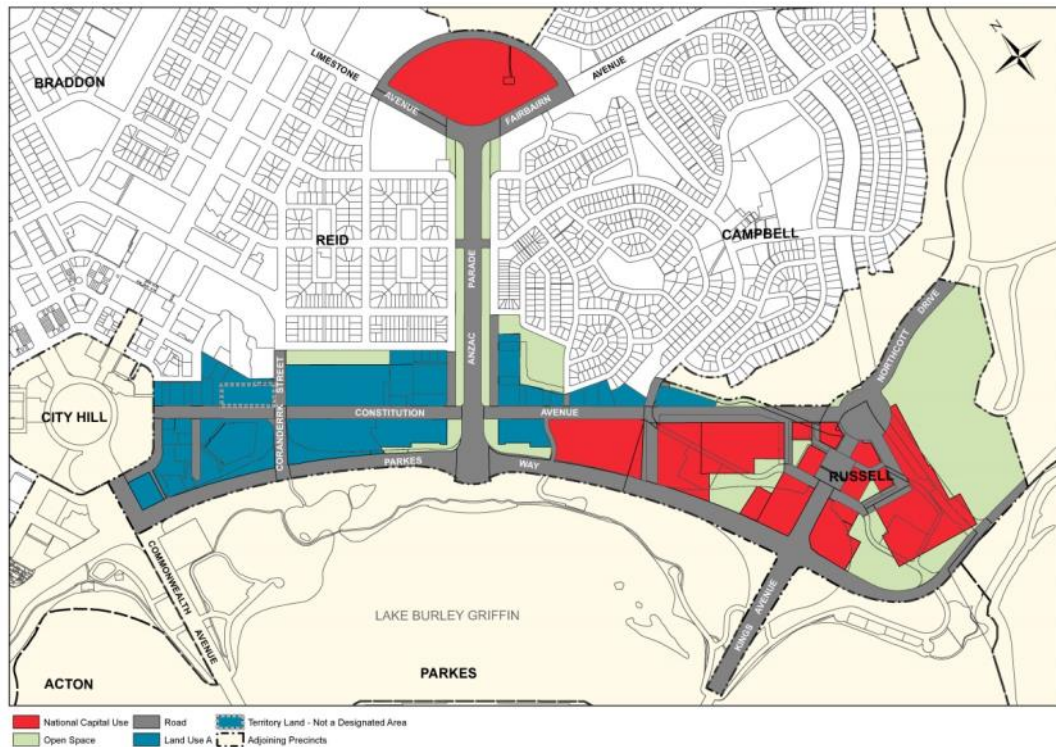 N
LIMESTONE
AVENUE
BRADDON
AVENUE
FAIRBAIRN
REID
CAMPBELL
ANZAC PARADE
NORTHCOTT DRIVE
CORANDERRK STREET
CITY HILL
CONSTITUTION AVENUE
PARKES WAY
RUSSELL
COMMONWEALTH AVENUE
KINGS AVENUE
LAKE BURLEY GRIFFIN
PARKES
ACTON
National Capital Use
Road
Territory Land - Not a Designated Area
Open Space
Land Use A
Adjoining Precincts